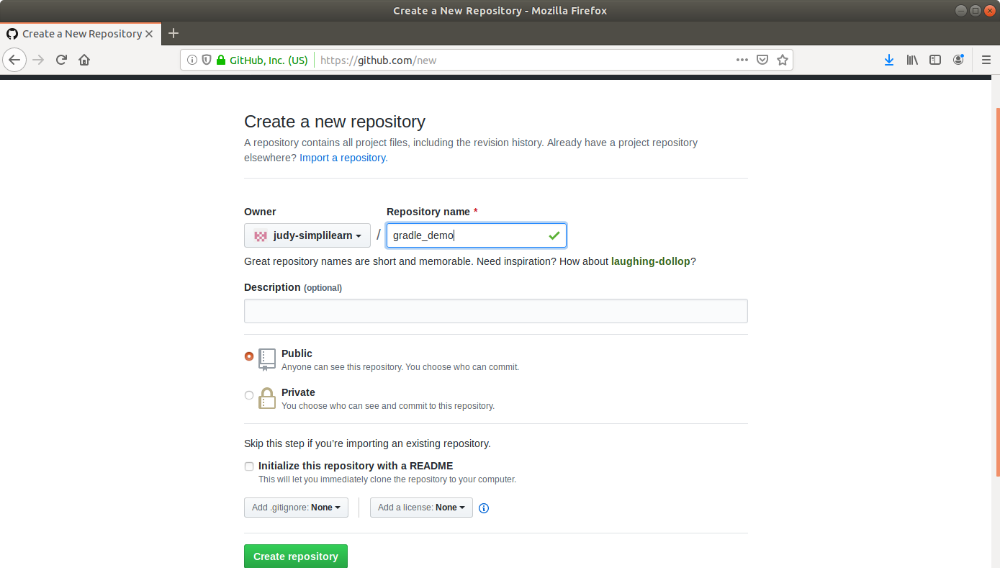 Create a New Repository - Mozilla Firefox
Create a New Repository
GitHub, Inc. (US) https://github.com/new
Create a new repository
A repository contains all project files, including the revision history. Already have a project repository
elsewhere? Import a repository.
Owner Repository name *
judy-simplilearn / gradle_demo
Great repository names are short and memorable. Need inspiration? How about laughing-dollop?
Description (optional)
Public
Anyone can see this repository. You choose who can commit.
Private
You choose who can see and commit to this repository.
Skip this step if you’re importing an existing repository.
Initialize this repository with a README
This will let you immediately clone the repository to your computer.
Add .gitignore: None Add a license: None
Create repository